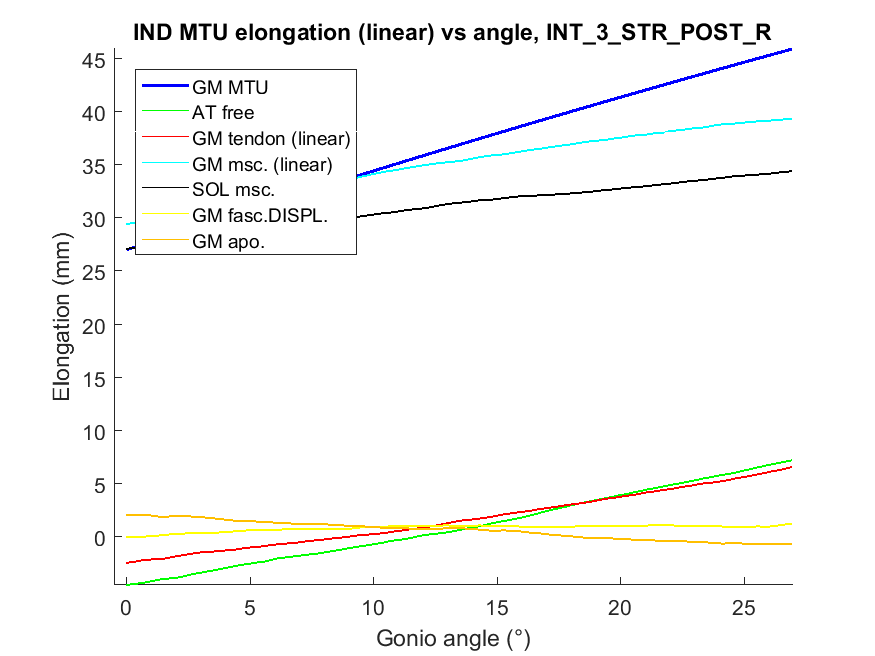 IND MTU elongation (linear) vs angle, INT_3_STR_POST_R
45
40
35
30
25
20
15
10
5
0
Elongation (mm)
GM MTU
AT free
GM tendon (linear)
GM msc. (linear)
SOL msc.
GM fasc.DISPL.
GM apo.
0 5 10 15 20 25
Gonio angle (°)